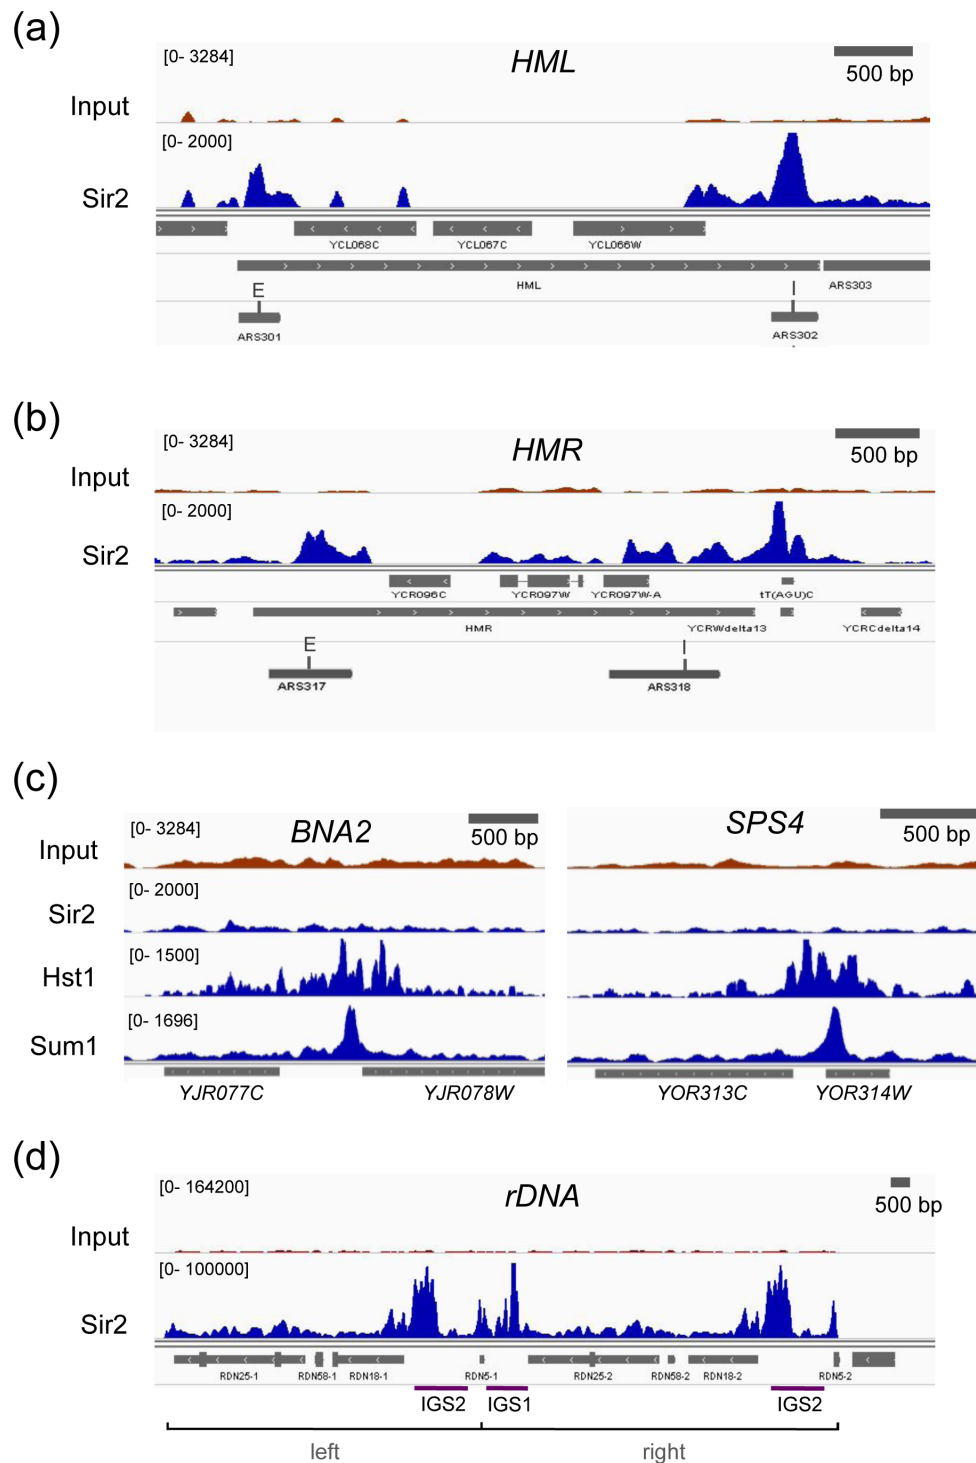 (a)
[0- 3284]
HML
500 bp
Input
[0- 2000]
Sir2
YCL068C
YCL067C
YCL066W
HML
ARS303
E
I
ARS301
ARS302
(b)
[0- 3284]
HMR
500 bp
Input
[0- 2000]
Sir2
YCR096C
YCR097W
YCR097W-A
tT(AGU)C
HMR
YCRWdelta13
YCRCdelta14
E
I
ARS317
ARS318
(c)
[0- 3284]
BNA2
500 bp
SPS4
500 bp
Input
[0- 2000]
Sir2
[0- 1500]
Hst1
[0- 1696]
Sum1
YJR077C
YJR078W
YOR313C
YOR314W
(d)
[0- 164200]
rDNA
500 bp
Input
[0- 100000]
Sir2
RDN25-1
RDN58-1
RDN18-1
RDN5-1
RDN25-2
RDN58-2
RDN18-2
RDN5-2
IGS2
IGS1
IGS2
left
right